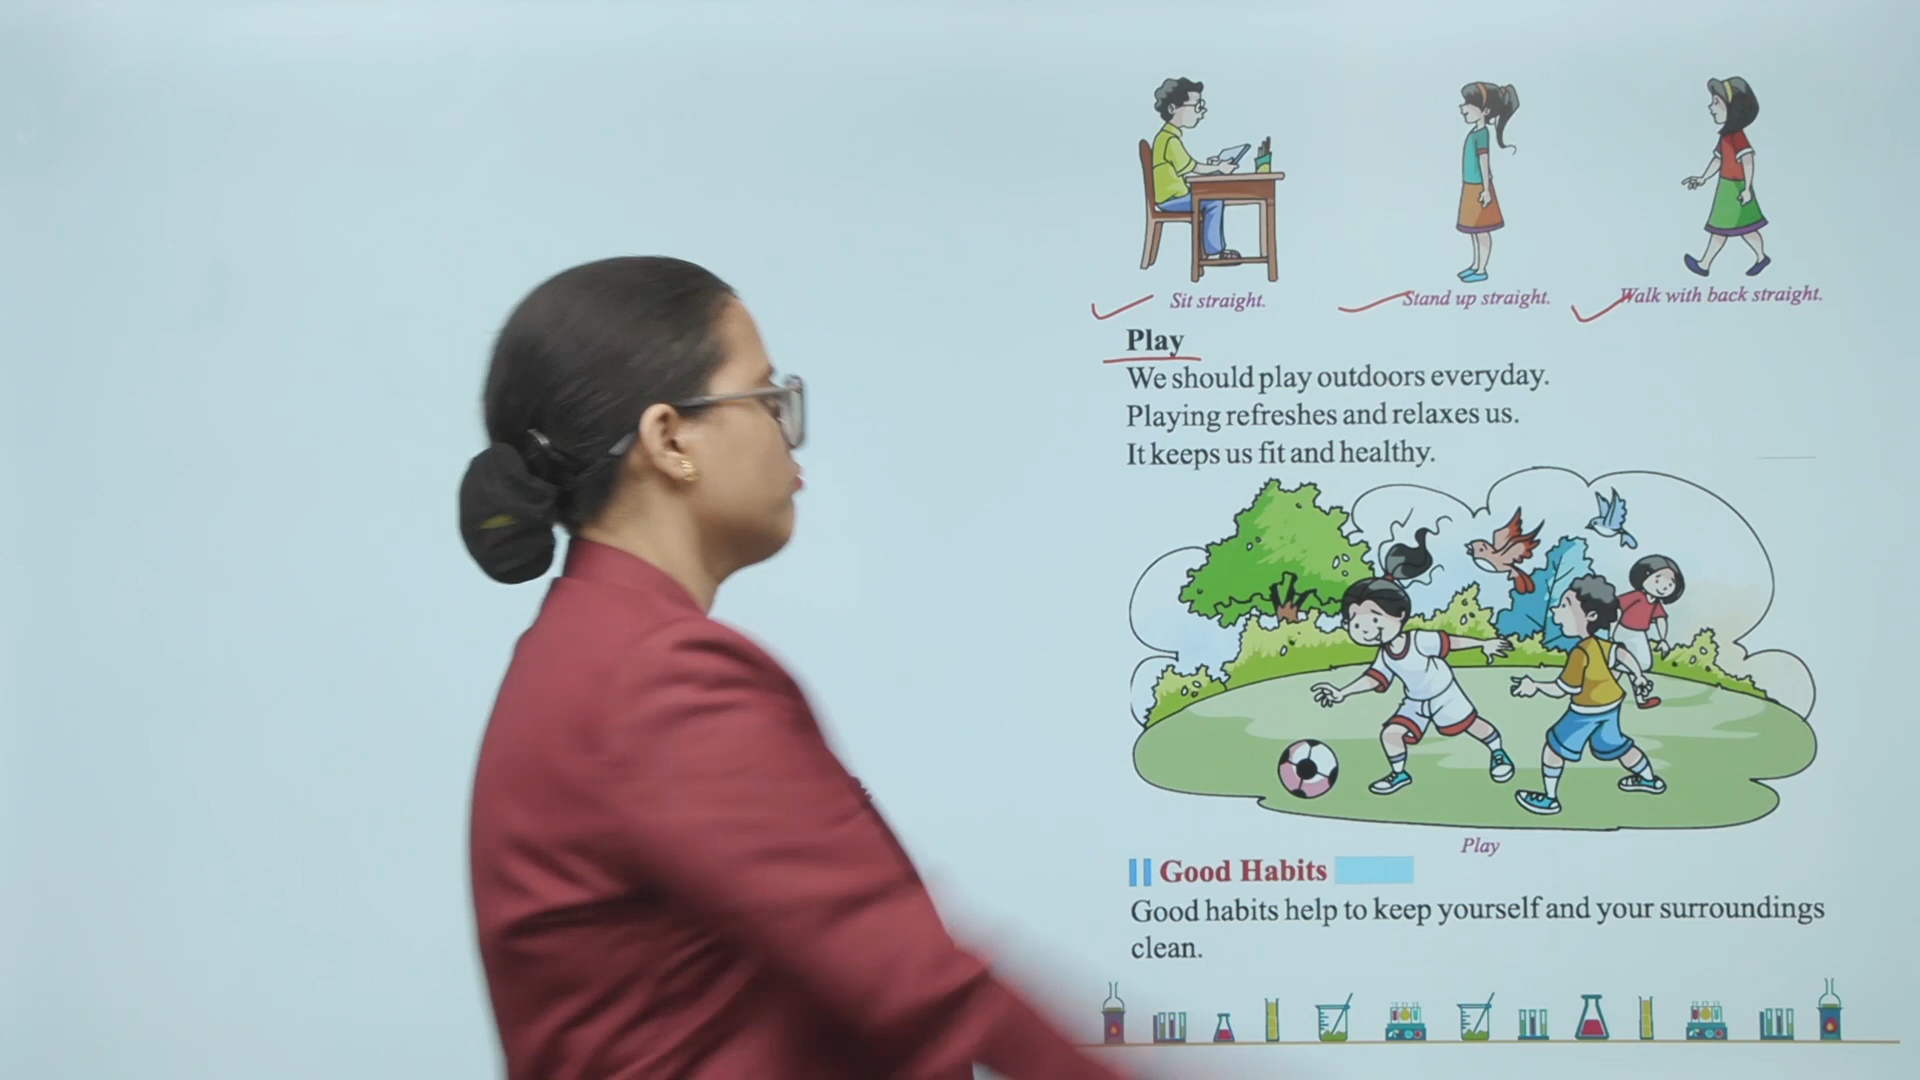 Sit straight.
Stand up straight.
Walk with back straight.
Play
We should play outdoors everyday.
Playing refreshes and relaxes us.
It keeps us fit and healthy.
Play
Good Habits
Good habits help to keep yourself and your surroundings
clean.